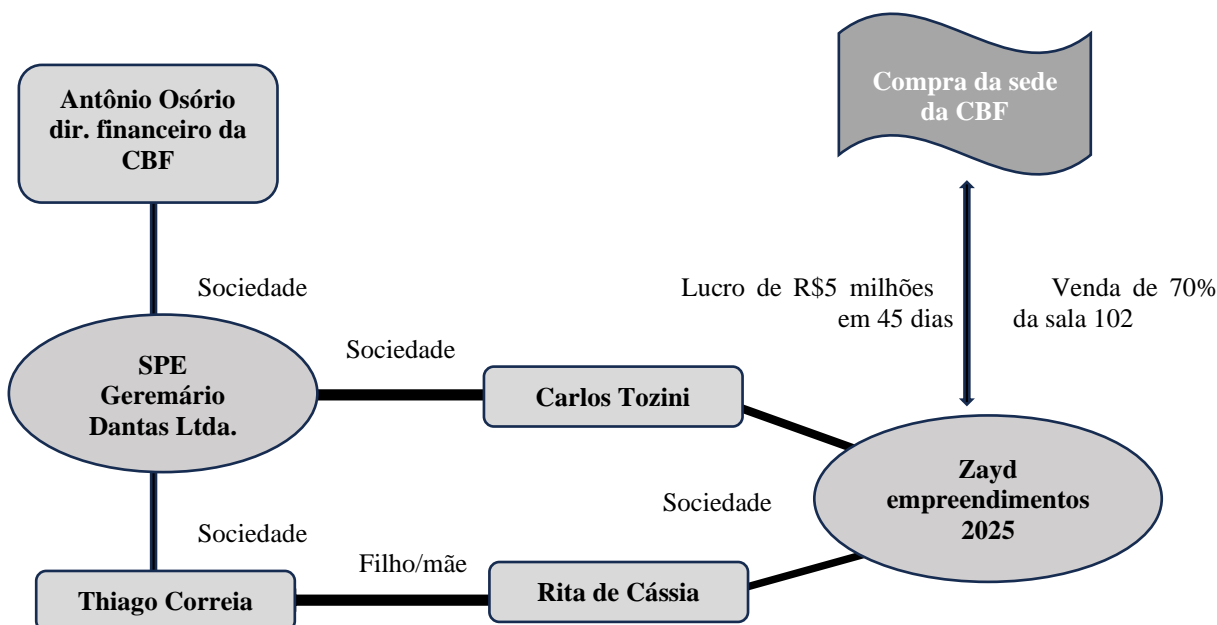 Antônio Osório
dir. financeiro da
CBF
Compra da sede
da CBF
Sociedade
Lucro de R$5 milhões
em 45 dias
Venda de 70%
da sala 102
SPE
Geremário
Dantas Ltda.
Sociedade
Carlos Tozini
Zayd
empreendimentos
2025
Sociedade
Sociedade
Filho/mãe
Thiago Correia
Rita de Cássia